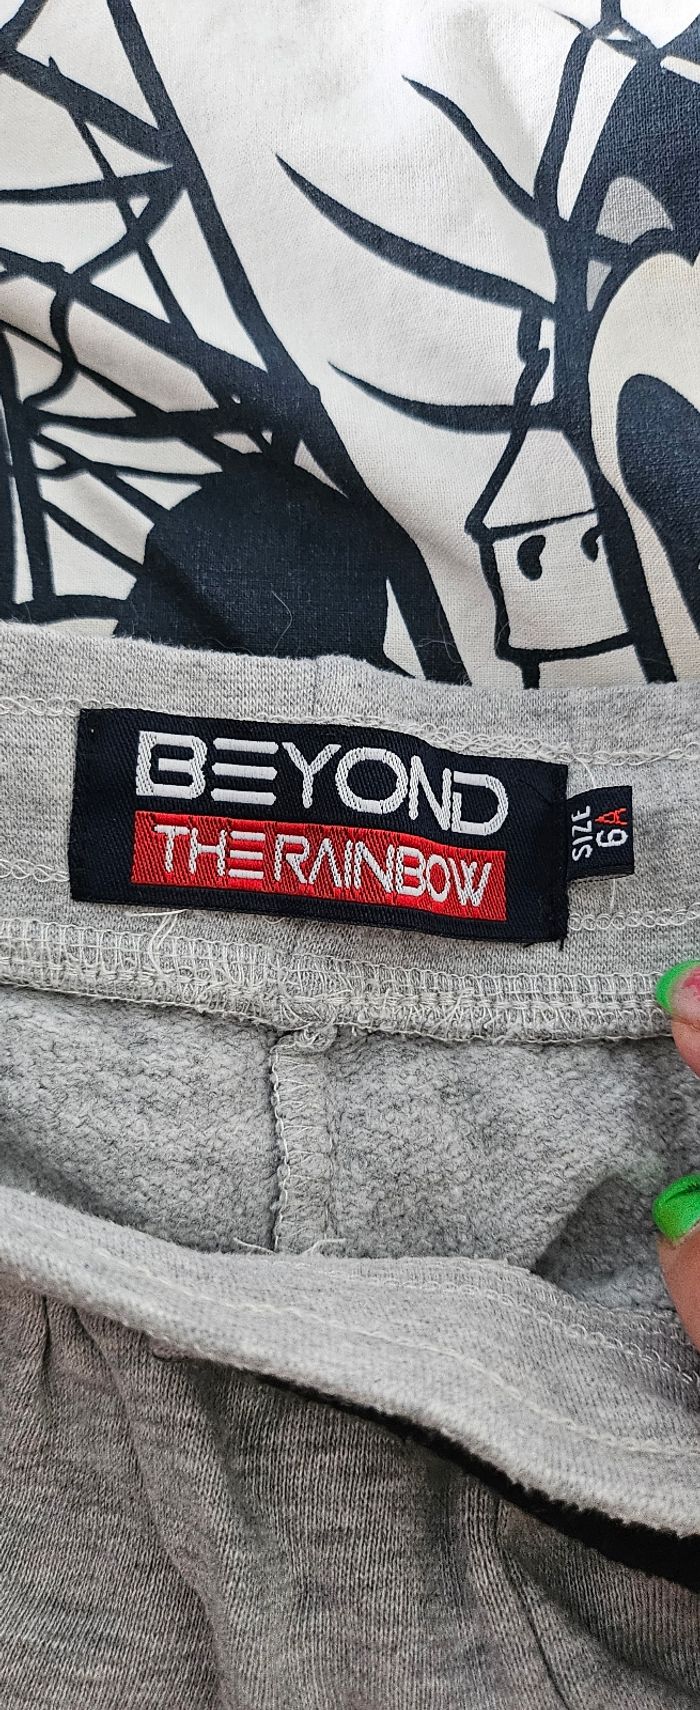 BEYOND
THE RAINBOW
SIZE
6A